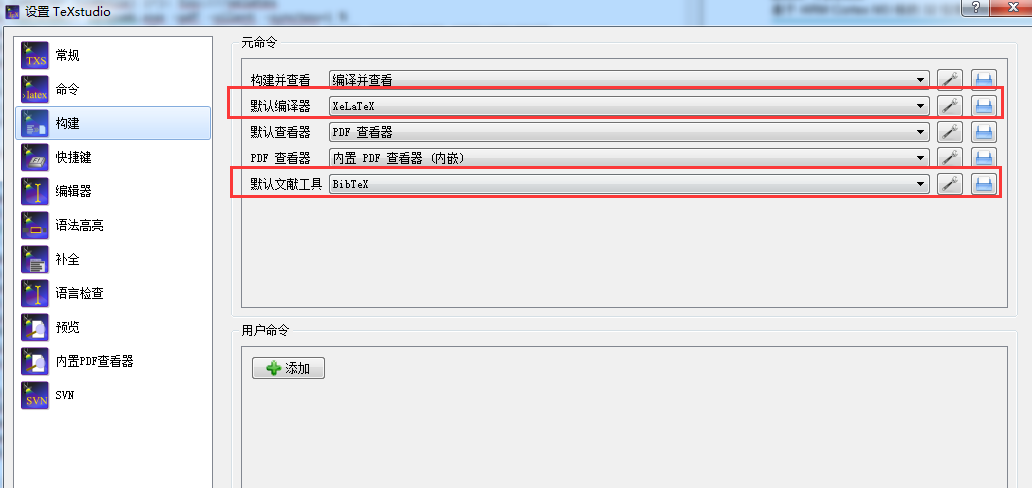 设置 TeXstudio
常规
命令
构建
快捷键
编辑器
语法高亮
补全
语言检查
预览
内置PDF查看器
SVN
元命令
构建并查看 编译并查看
默认编译器 XeLaTeX
默认查看器 PDF 查看器
PDF 查看器 内置 PDF 查看器 (内嵌)
默认文献工具 BibTeX
用户命令
添加